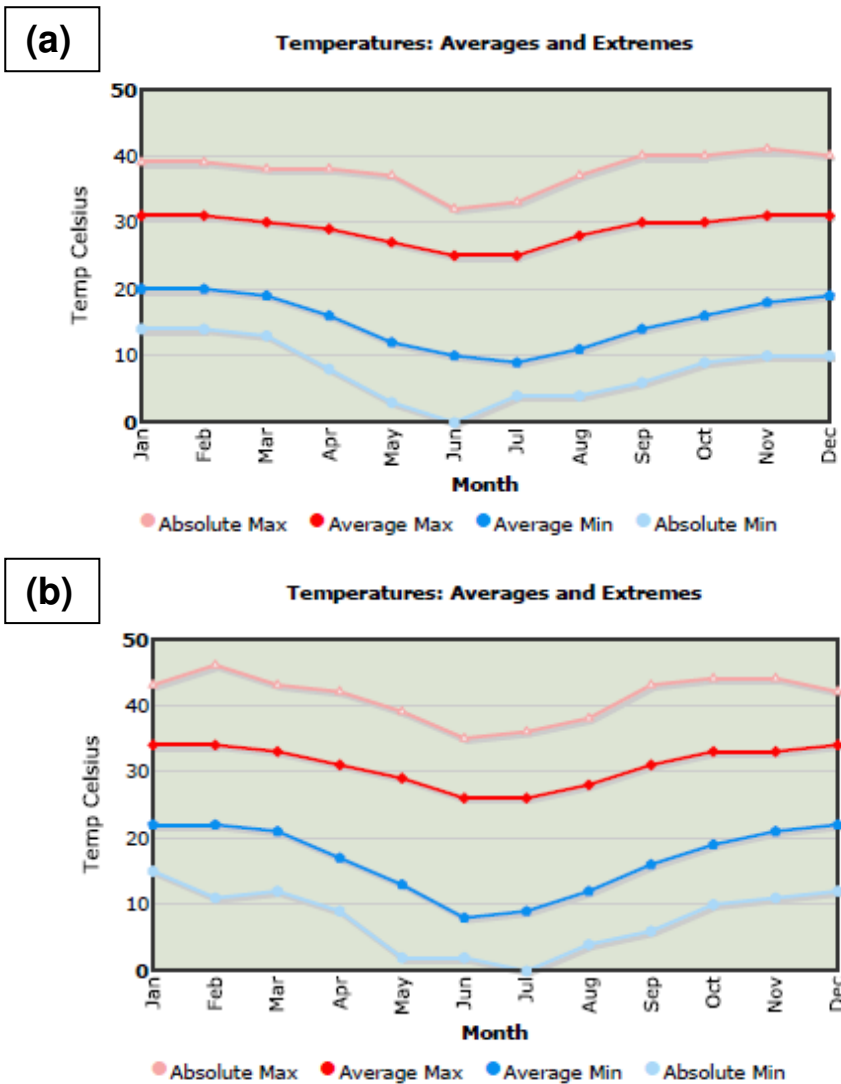 (a)
Temperatures: Averages and Extremes
50
40
30
20
10
0
Temp Celsius
Jan Feb Mar Apr May Jun Jul Aug Sep Oct Nov Dec
Month
Absolute Max Average Max Average Min Absolute Min
(b)
Temperatures: Averages and Extremes
50
40
30
20
10
0
Temp Celsius
Jan Feb Mar Apr May Jun Jul Aug Sep Oct Nov Dec
Month
Absolute Max Average Max Average Min Absolute Min